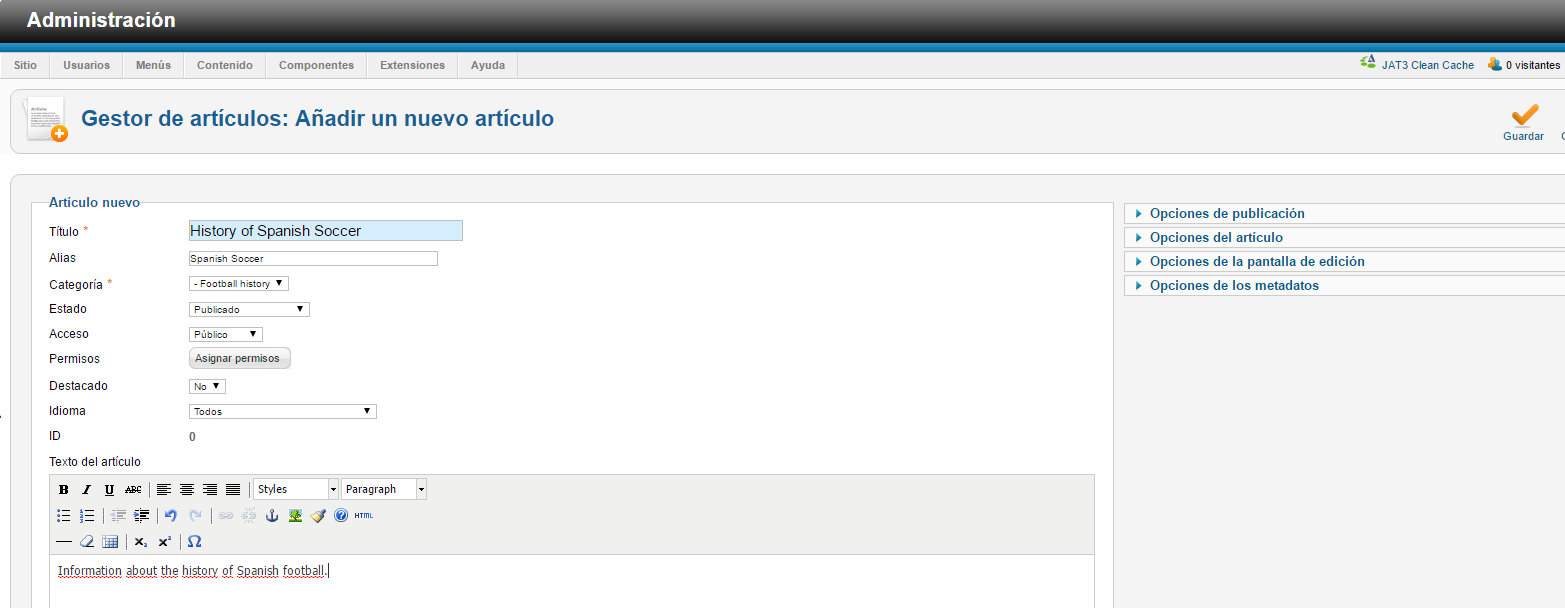 Administración
Sitio Usuarios Menús Contenido Componentes Extensiones Ayuda JAT3 Clean Cache 0 visitantes
Gestor de artículos: Añadir un nuevo artículo
Guardar
Artículo nuevo
Título * History of Spanish Soccer
Alias Spanish Soccer
Categoría * - Football history
Estado Publicado
Acceso Público
Permisos Asignar permisos
Destacado No
Idioma Todos
ID 0
Texto del artículo
Opciones de publicación
Opciones del artículo
Opciones de la pantalla de edición
Opciones de los metadatos
B I U ABC Styles Paragraph
HTML
Information about the history of Spanish football.